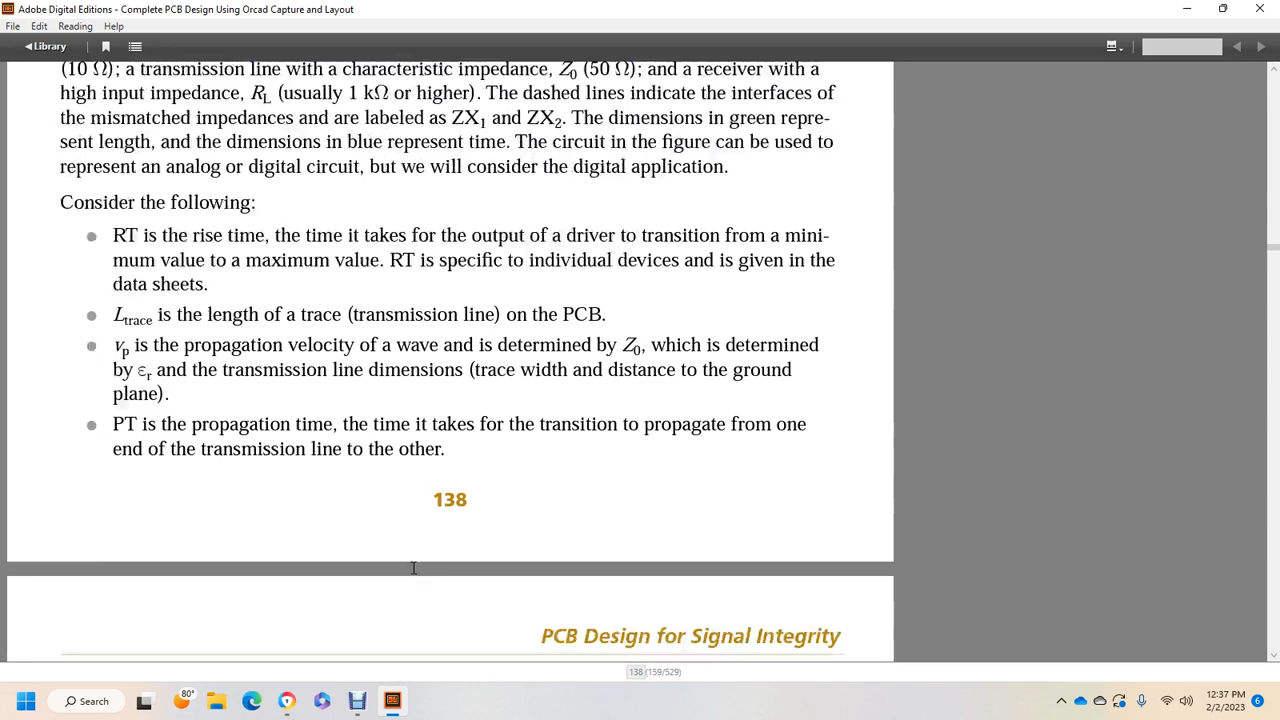 Adobe Digital Editions - Complete PCB Design Using Orcad Capture and Layout
File Edit Reading Help
Library
(10 Ω); a transmission line with a characteristic impedance, Z0 (50 Ω); and a receiver with a
high input impedance, RL (usually 1 kΩ or higher). The dashed lines indicate the interfaces of
the mismatched impedances and are labeled as ZX1 and ZX2. The dimensions in green repre-
sent length, and the dimensions in blue represent time. The circuit in the figure can be used to
represent an analog or digital circuit, but we will consider the digital application.
Consider the following:
RT is the rise time, the time it takes for the output of a driver to transition from a mini-
mum value to a maximum value. RT is specific to individual devices and is given in the
data sheets.
Ltrace is the length of a trace (transmission line) on the PCB.
vp is the propagation velocity of a wave and is determined by Z0, which is determined
by εr and the transmission line dimensions (trace width and distance to the ground
plane).
PT is the propagation time, the time it takes for the transition to propagate from one
end of the transmission line to the other.
138
PCB Design for Signal Integrity
138 (159/529)
Search
80°
12:37 PM
2/2/2023
6